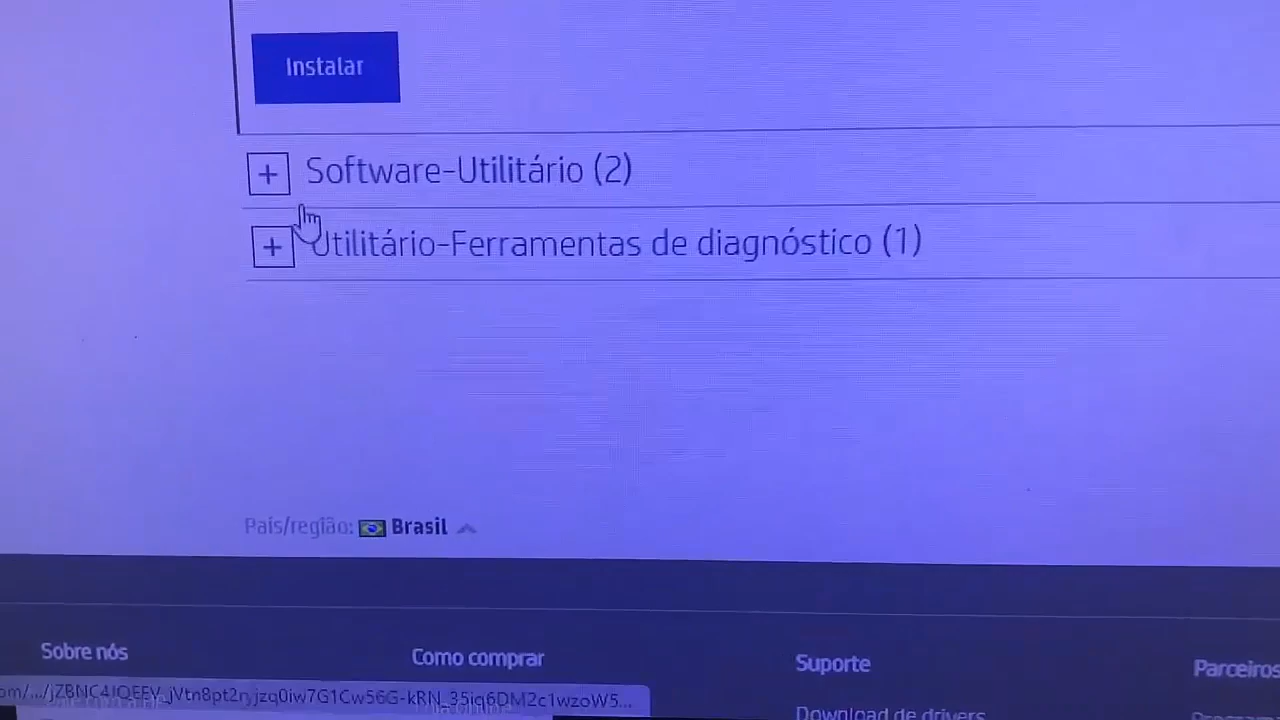 Instalar
+ Software-Utilitário (2)
+ Utilitário-Ferramentas de diagnóstico (1)
País/região: Brasil
Sobre nós
Como comprar
Suporte
Parceiros
Download de drivers